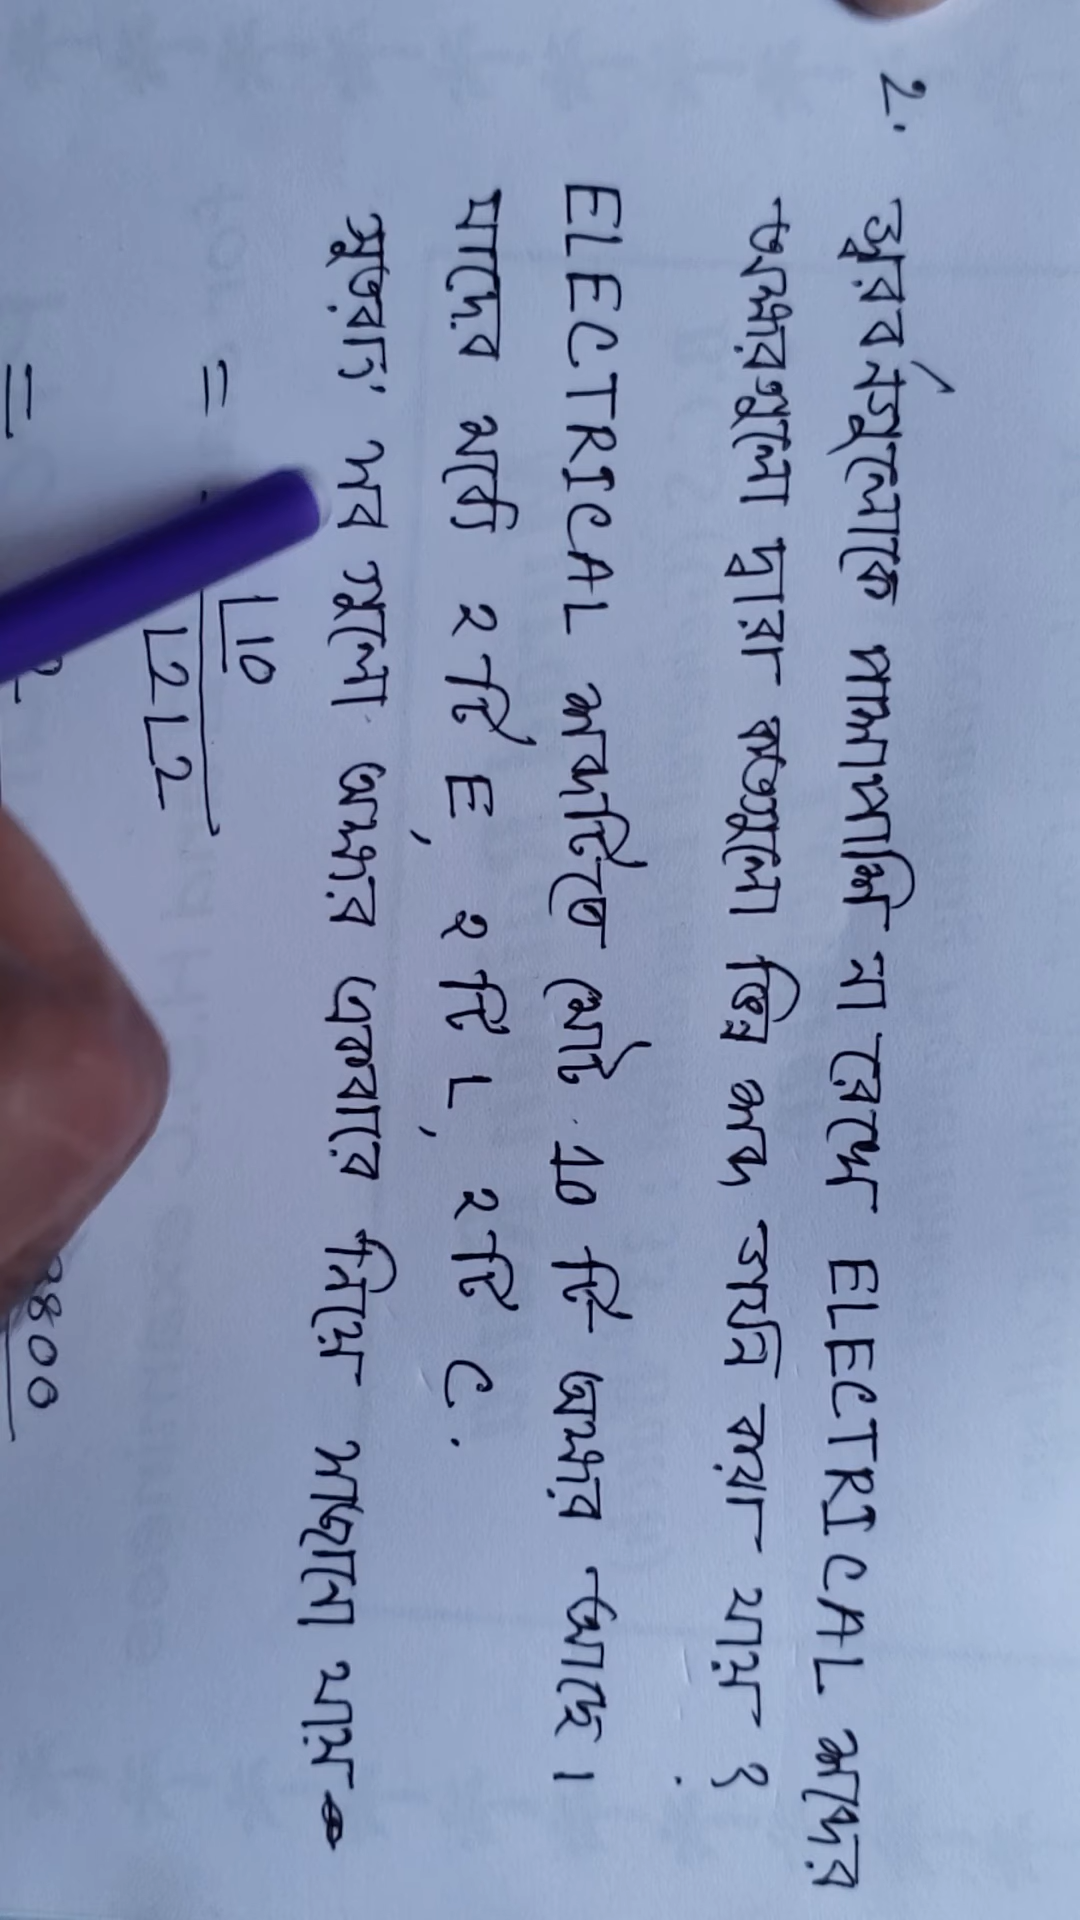 2. স্বরবর্ণগুলোকে পাশাপাশি না রেখে ELECTRICAL শব্দের
অক্ষরগুলো দ্বারা কতগুলো ভিন্ন শব্দ গঠন করা যায় ?
ELECTRICAL শব্দটিতে মোট 10 টি অক্ষর আছে।
যাদের মধ্যে 2 টি E, 2 টি L, 2 টি C.
সুতরাং সব গুলো অক্ষর একবারে নিয়ে সাজানো যায়
= 10
2 2
=
800